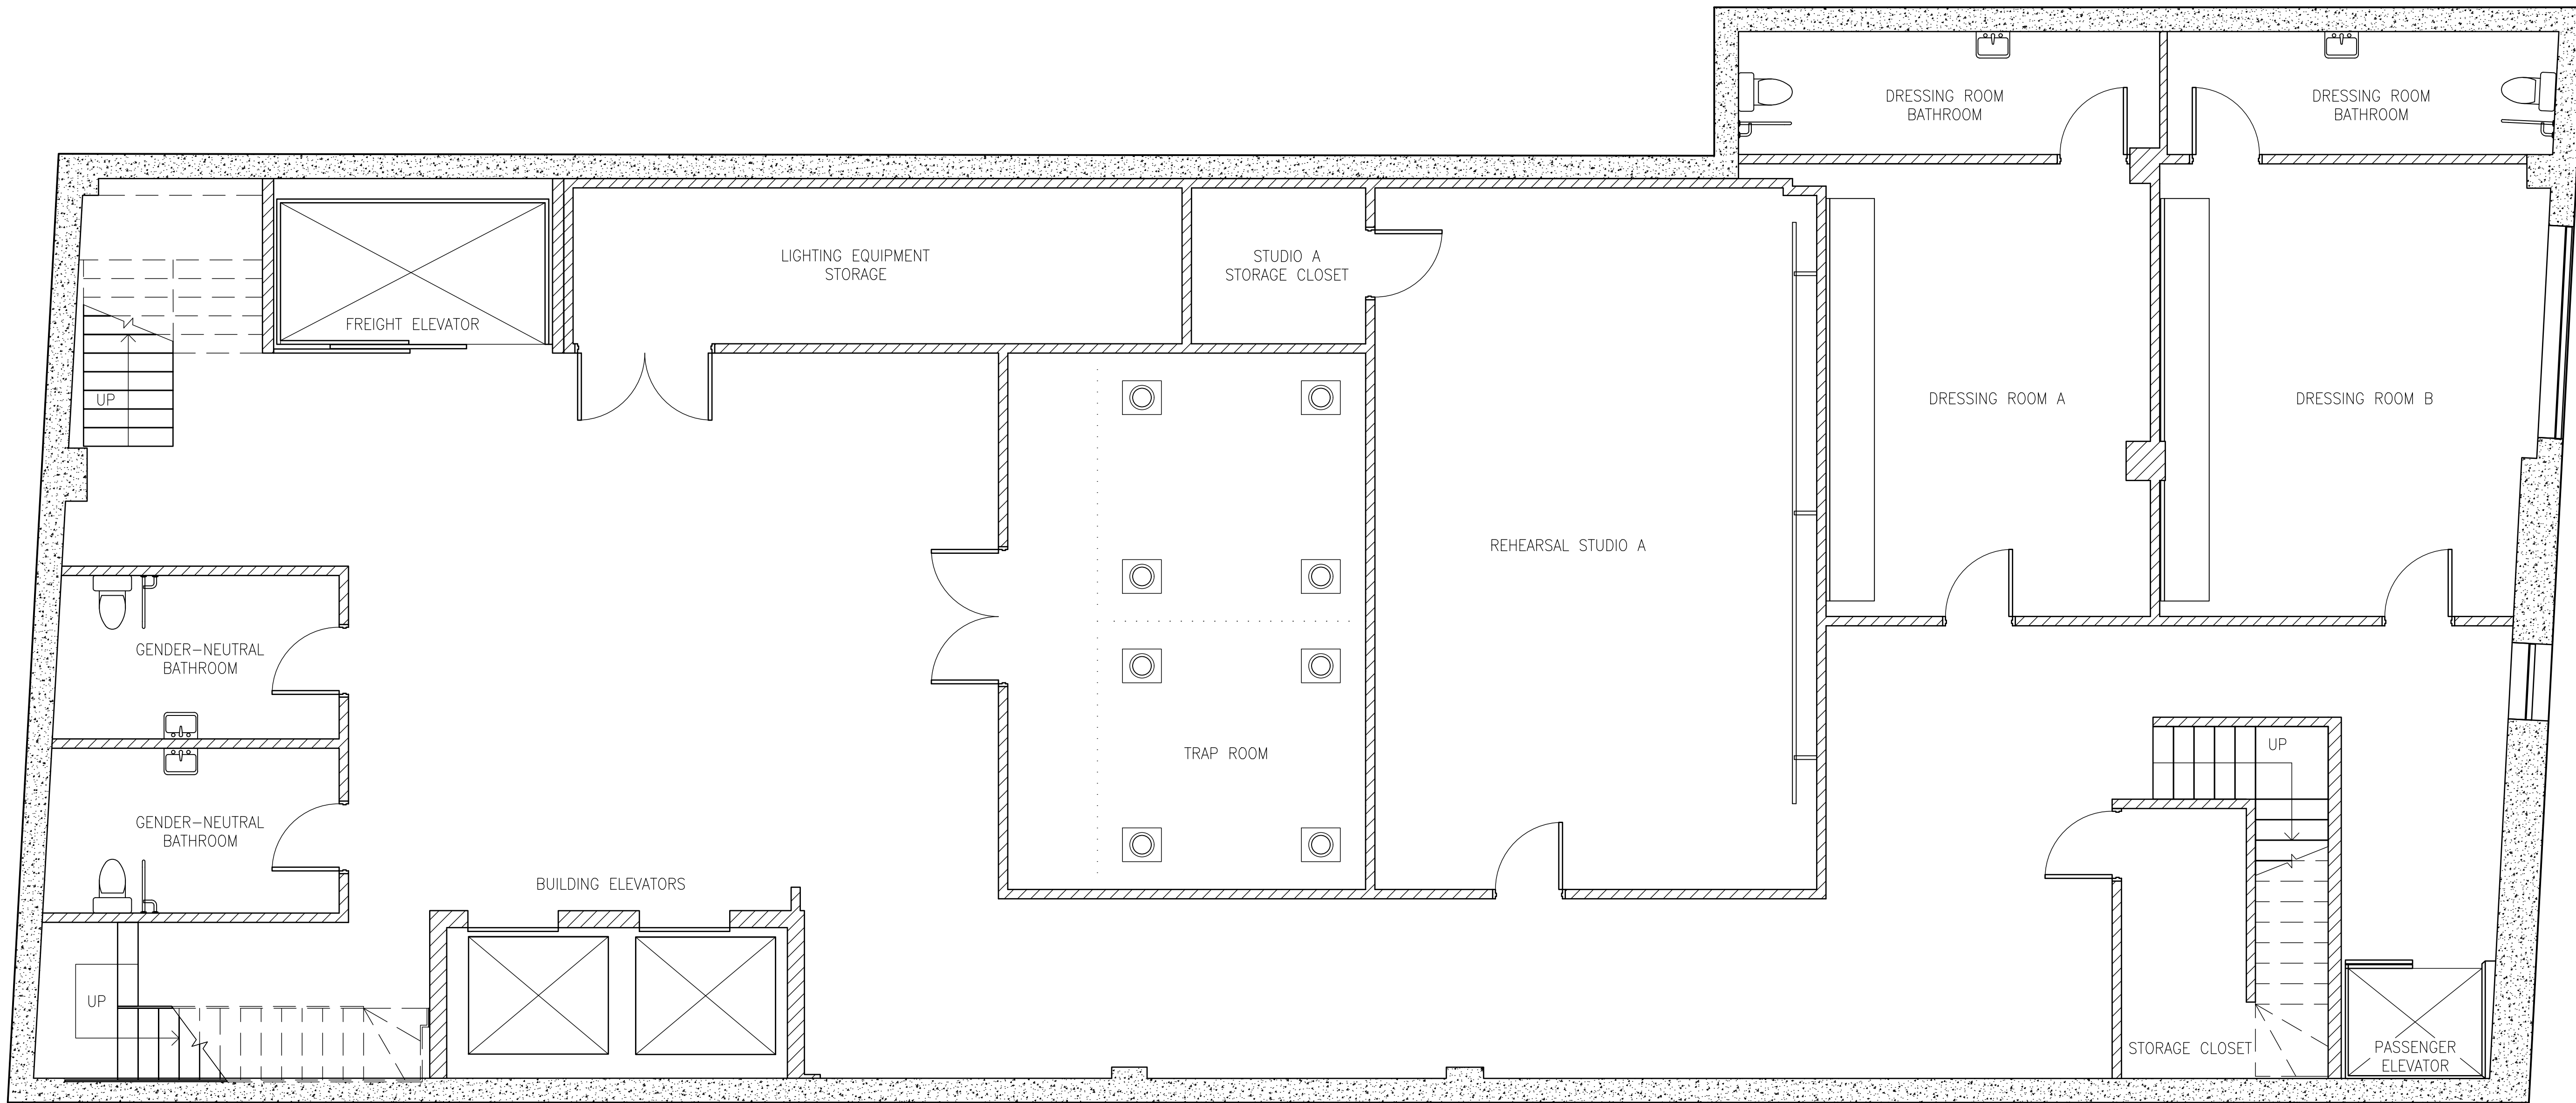 DRESSING ROOM
BATHROOM
DRESSING ROOM
BATHROOM
LIGHTING EQUIPMENT
STORAGE
STUDIO A
STORAGE CLOSET
FREIGHT ELEVATOR
UP
DRESSING ROOM A
DRESSING ROOM B
REHEARSAL STUDIO A
GENDER-NEUTRAL
BATHROOM
TRAP ROOM
UP
GENDER-NEUTRAL
BATHROOM
BUILDING ELEVATORS
UP
STORAGE CLOSET
PASSENGER
ELEVATOR